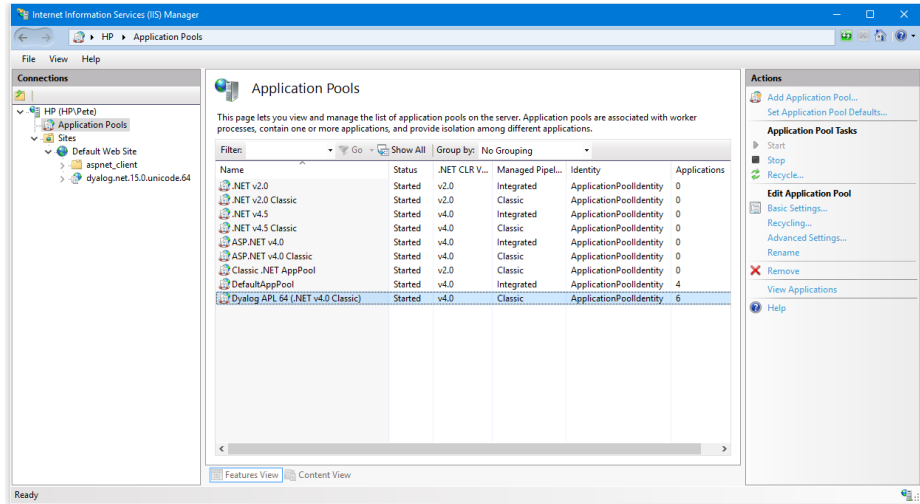 Internet Information Services (IIS) Manager
HP Application Pools
File View Help
Connections
HP (HP\Pete)
Application Pools
Sites
Default Web Site
aspnet_client
dyalog.net.15.0.unicode.64
Application Pools
This page lets you view and manage the list of application pools on the server. Application pools are associated with worker
processes, contain one or more applications, and provide isolation among different applications.
Filter: Go Show All Group by: No Grouping
Name Status .NET CLR V... Managed Pipel... Identity Applications
.NET v2.0 Started v2.0 Integrated ApplicationPoolIdentity 0
.NET v2.0 Classic Started v2.0 Classic ApplicationPoolIdentity 0
.NET v4.5 Started v4.0 Integrated ApplicationPoolIdentity 0
.NET v4.5 Classic Started v4.0 Classic ApplicationPoolIdentity 0
ASP.NET v4.0 Started v4.0 Integrated ApplicationPoolIdentity 0
ASP.NET v4.0 Classic Started v4.0 Classic ApplicationPoolIdentity 0
Classic .NET AppPool Started v2.0 Classic ApplicationPoolIdentity 0
DefaultAppPool Started v4.0 Integrated ApplicationPoolIdentity 4
Dyalog APL 64 (.NET v4.0 Classic) Started v4.0 Classic ApplicationPoolIdentity 6
Features View Content View
Actions
Add Application Pool...
Set Application Pool Defaults...
Application Pool Tasks
Start
Stop
Recycle...
Edit Application Pool
Basic Settings...
Recycling...
Advanced Settings...
Rename
Remove
View Applications
Help
Ready